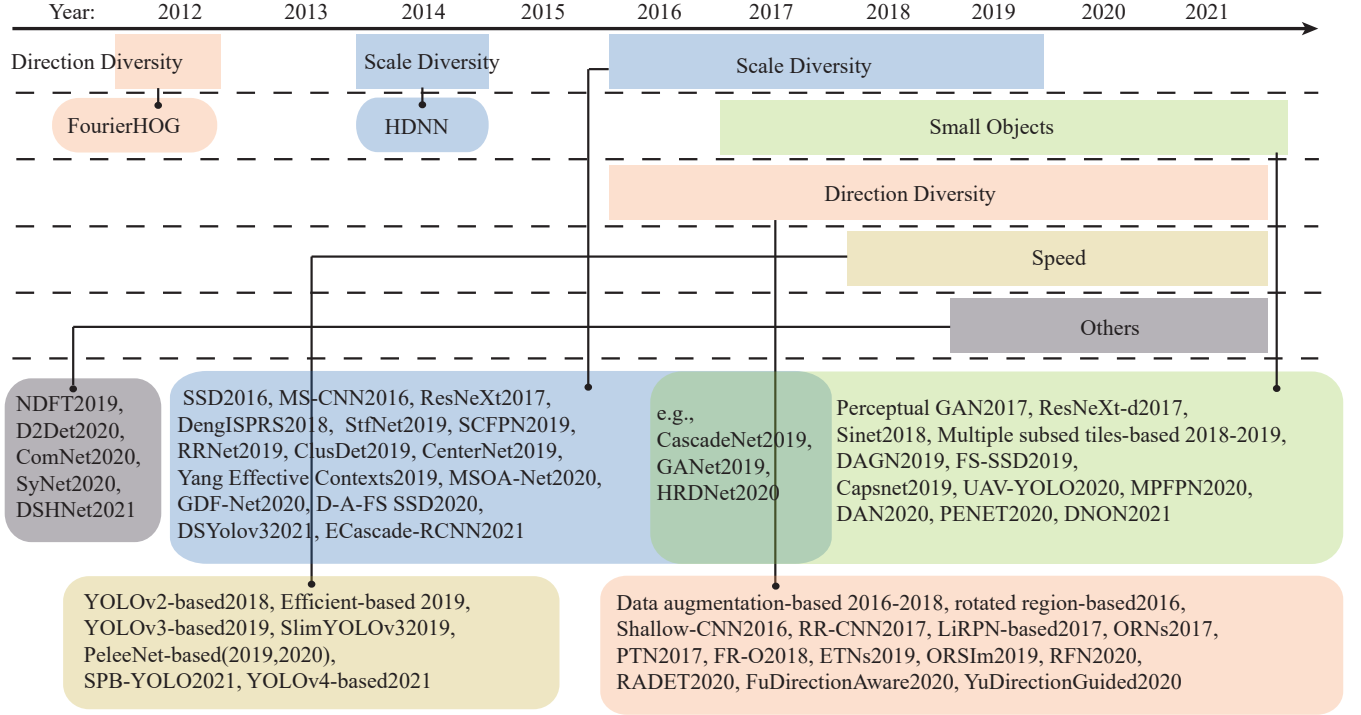 Year: 2012 2013 2014 2015 2016 2017 2018 2019 2020 2021
Direction Diversity
Scale Diversity
Scale Diversity
FourierHOG
HDNN
Small Objects
Direction Diversity
Speed
Others
NDFT2019,
D2Det2020,
ComNet2020,
SyNet2020,
DSHNet2021
SSD2016, MS-CNN2016, ResNeXt2017,
DengISPRS2018, StfNet2019, SCFPN2019,
RRNet2019, ClusDet2019, CenterNet2019,
Yang Effective Contexts2019, MSOA-Net2020,
GDF-Net2020, D-A-FS SSD2020,
DSYolov32021, ECascade-RCNN2021
e.g.,
CascadeNet2019,
GANet2019,
HRDNet2020
Perceptual GAN2017, ResNeXt-d2017,
Sinet2018, Multiple subsed tiles-based 2018-2019,
DAGN2019, FS-SSD2019,
Capsnet2019, UAV-YOLO2020, MPFPN2020,
DAN2020, PENET2020, DNON2021
YOLOv2-based2018, Efficient-based 2019,
YOLOv3-based2019, SlimYOLOv32019,
PeleeNet-based(2019,2020),
SPB-YOLO2021, YOLOv4-based2021
Data augmentation-based 2016-2018, rotated region-based2016,
Shallow-CNN2016, RR-CNN2017, LiRPN-based2017, ORNs2017,
PTN2017, FR-O2018, ETNs2019, ORSIm2019, RFN2020,
RADET2020, FuDirectionAware2020, YuDirectionGuided2020